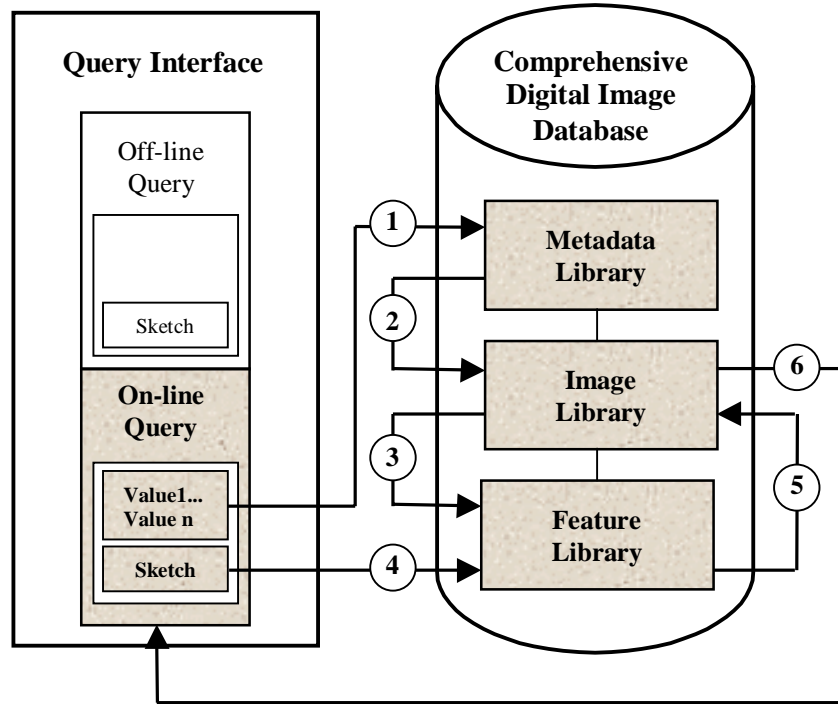 Query Interface
Off-line
Query
Sketch
On-line
Query
Value1...
Value n
Sketch
Comprehensive
Digital Image
Database
Metadata
Library
Image
Library
Feature
Library
1
2
3
4
5
6